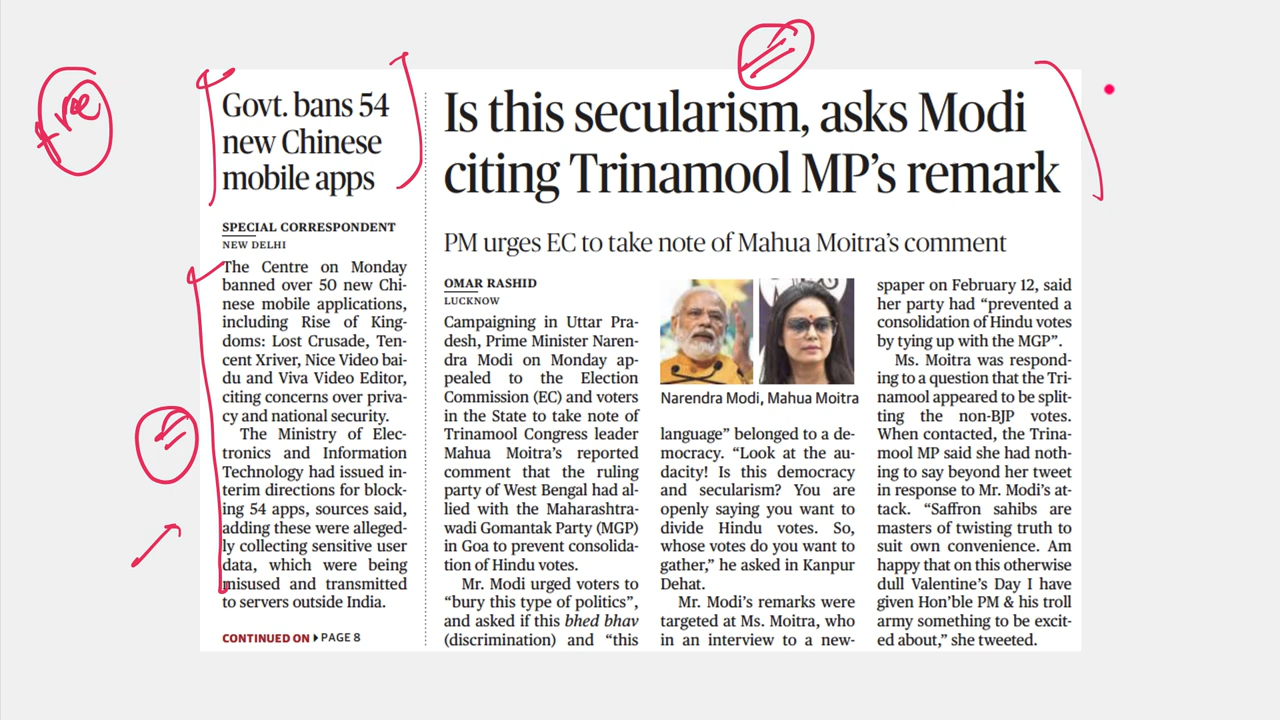 free
Govt. bans 54
new Chinese
mobile apps
SPECIAL CORRESPONDENT
NEW DELHI
The Centre on Monday
banned over 50 new Chi-
nese mobile applications,
including Rise of King-
doms: Lost Crusade, Ten-
cent Xriver, Nice Video bai-
du and Viva Video Editor,
citing concerns over priva-
cy and national security.
The Ministry of Elec-
tronics and Information
Technology had issued in-
terim directions for block-
ing 54 apps, sources said,
adding these were alleged-
ly collecting sensitive user
data, which were being
misused and transmitted
to servers outside India.
CONTINUED ON PAGE 8
Is this secularism, asks Modi
citing Trinamool MP's remark
PM urges EC to take note of Mahua Moitra's comment
OMAR RASHID
LUCKNOW
Campaigning in Uttar Pra-
desh, Prime Minister Naren-
dra Modi on Monday ap-
pealed to the Election
Commission (EC) and voters
in the State to take note of
Trinamool Congress leader
Mahua Moitra's reported
comment that the ruling
party of West Bengal had al-
lied with the Maharashtra-
wadi Gomantak Party (MGP)
in Goa to prevent consolida-
tion of Hindu votes.
Mr. Modi urged voters to
"bury this type of politics",
and asked if this bhed bhav
(discrimination) and "this
Narendra Modi, Mahua Moitra
language" belonged to a de-
mocracy. "Look at the au-
dacity! Is this democracy
and secularism? You are
openly saying you want to
divide Hindu votes. So,
whose votes do you want to
gather," he asked in Kanpur
Dehat.
Mr. Modi's remarks were
targeted at Ms. Moitra, who
in an interview to a new-
spaper on February 12, said
her party had "prevented a
consolidation of Hindu votes
by tying up with the MGP".
Ms. Moitra was respond-
ing to a question that the Tri-
namool appeared to be split-
ting the non-BJP votes.
When contacted, the Trina-
mool MP said she had noth-
ing to say beyond her tweet
in response to Mr. Modi's at-
tack. "Saffron sahibs are
masters of twisting truth to
suit own convenience. Am
happy that on this otherwise
dull Valentine's Day I have
given Hon'ble PM & his troll
army something to be excit-
ed about," she tweeted.